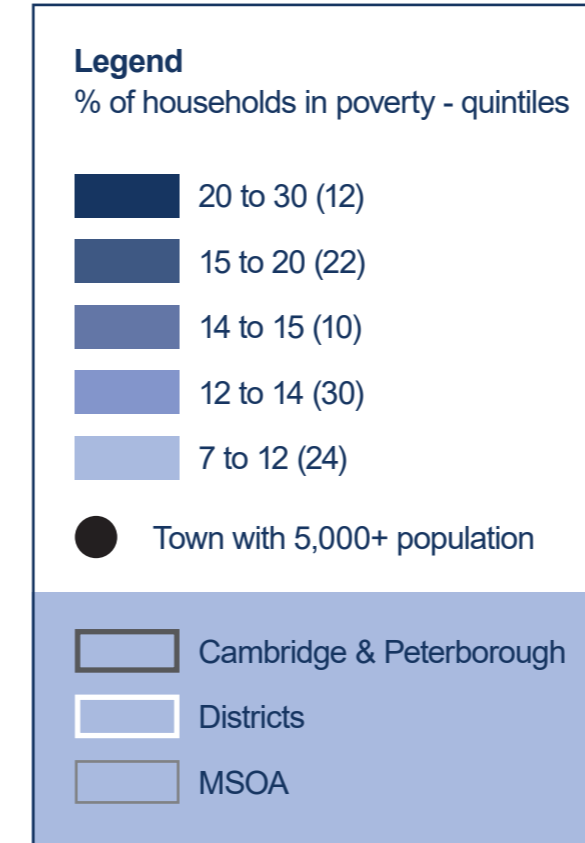 Legend
% of households in poverty - quintiles
20 to 30 (12)
15 to 20 (22)
14 to 15 (10)
12 to 14 (30)
7 to 12 (24)
Town with 5,000+ population
Cambridge & Peterborough
Districts
MSOA